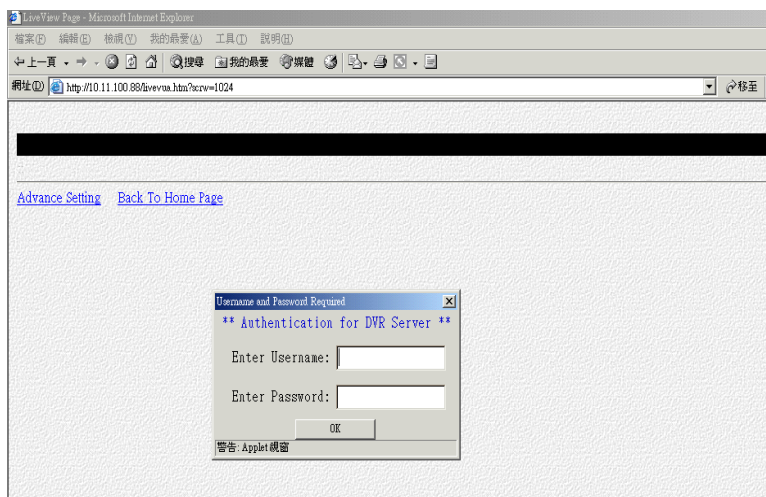 LiveView Page - Microsoft Internet Explorer
檔案(F) 編輯(E) 檢視(V) 我的最愛(A) 工具(T) 說明(H)
上一頁 搜尋 我的最愛 媒體
網址(D) http://10.11.100.88/livevua.htm?scrw=1024 移至
Advance Setting Back To Home Page
Username and Password Required
** Authentication for DVR Server **
Enter Username:
Enter Password:
OK
警告: Applet 視窗